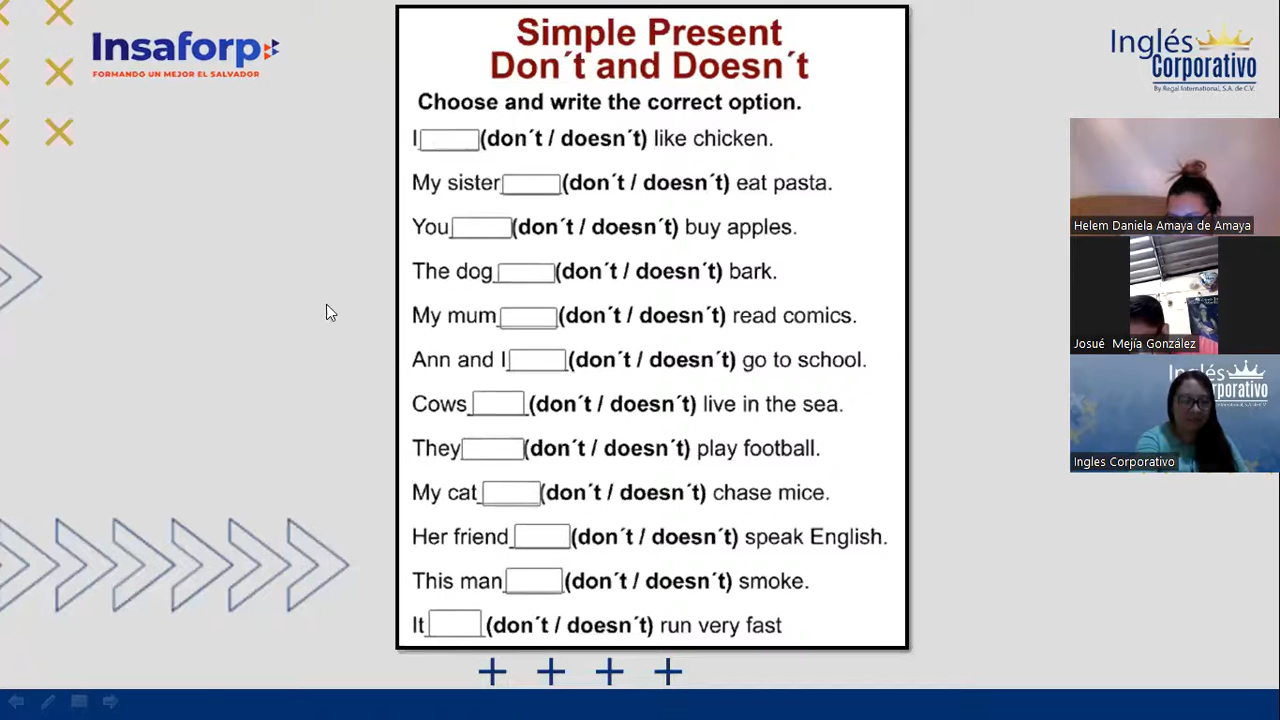 Insaforp
FORMANDO UN MEJOR EL SALVADOR
Simple Present
Don´t and Doesn´t
Choose and write the correct option.
I (don´t / doesn´t) like chicken.
My sister (don´t / doesn´t) eat pasta.
You (don´t / doesn´t) buy apples.
The dog (don´t / doesn´t) bark.
My mum (don´t / doesn´t) read comics.
Ann and I (don´t / doesn´t) go to school.
Cows (don´t / doesn´t) live in the sea.
They (don´t / doesn´t) play football.
My cat (don´t / doesn´t) chase mice.
Her friend (don´t / doesn´t) speak English.
This man (don´t / doesn´t) smoke.
It (don´t / doesn´t) run very fast
Inglés
Corporativo
By Regal International, S.A. de C.V.
Helem Daniela Amaya de Amaya
Josué Mejía González
Inglés
Corporativo
Ingles Corporativo